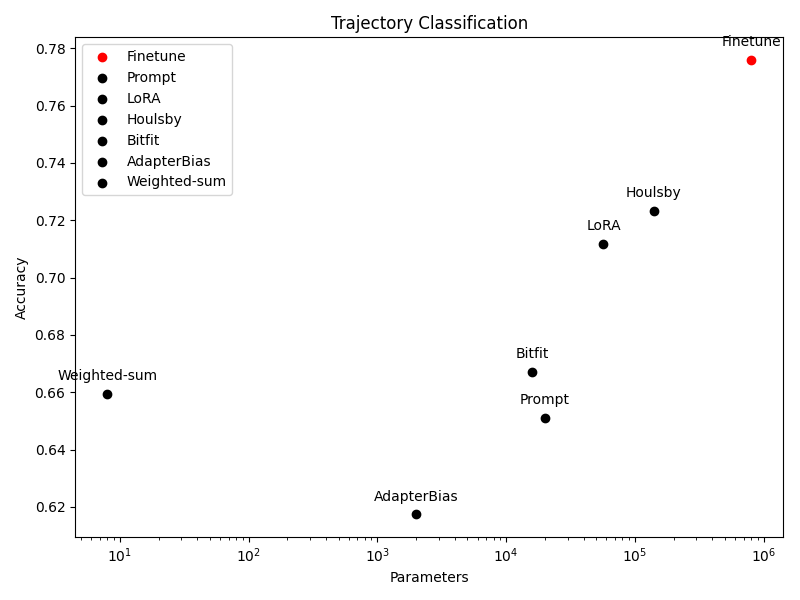 Trajectory Classification
Finetune
Prompt
LoRA
Houlsby
Bitfit
AdapterBias
Weighted-sum
Finetune
Houlsby
LoRA
Bitfit
Weighted-sum
Prompt
AdapterBias
0.78
0.76
0.74
0.72
0.70
0.68
0.66
0.64
0.62
Accuracy
10¹
10²
10³
10⁴
10⁵
10⁶
Parameters